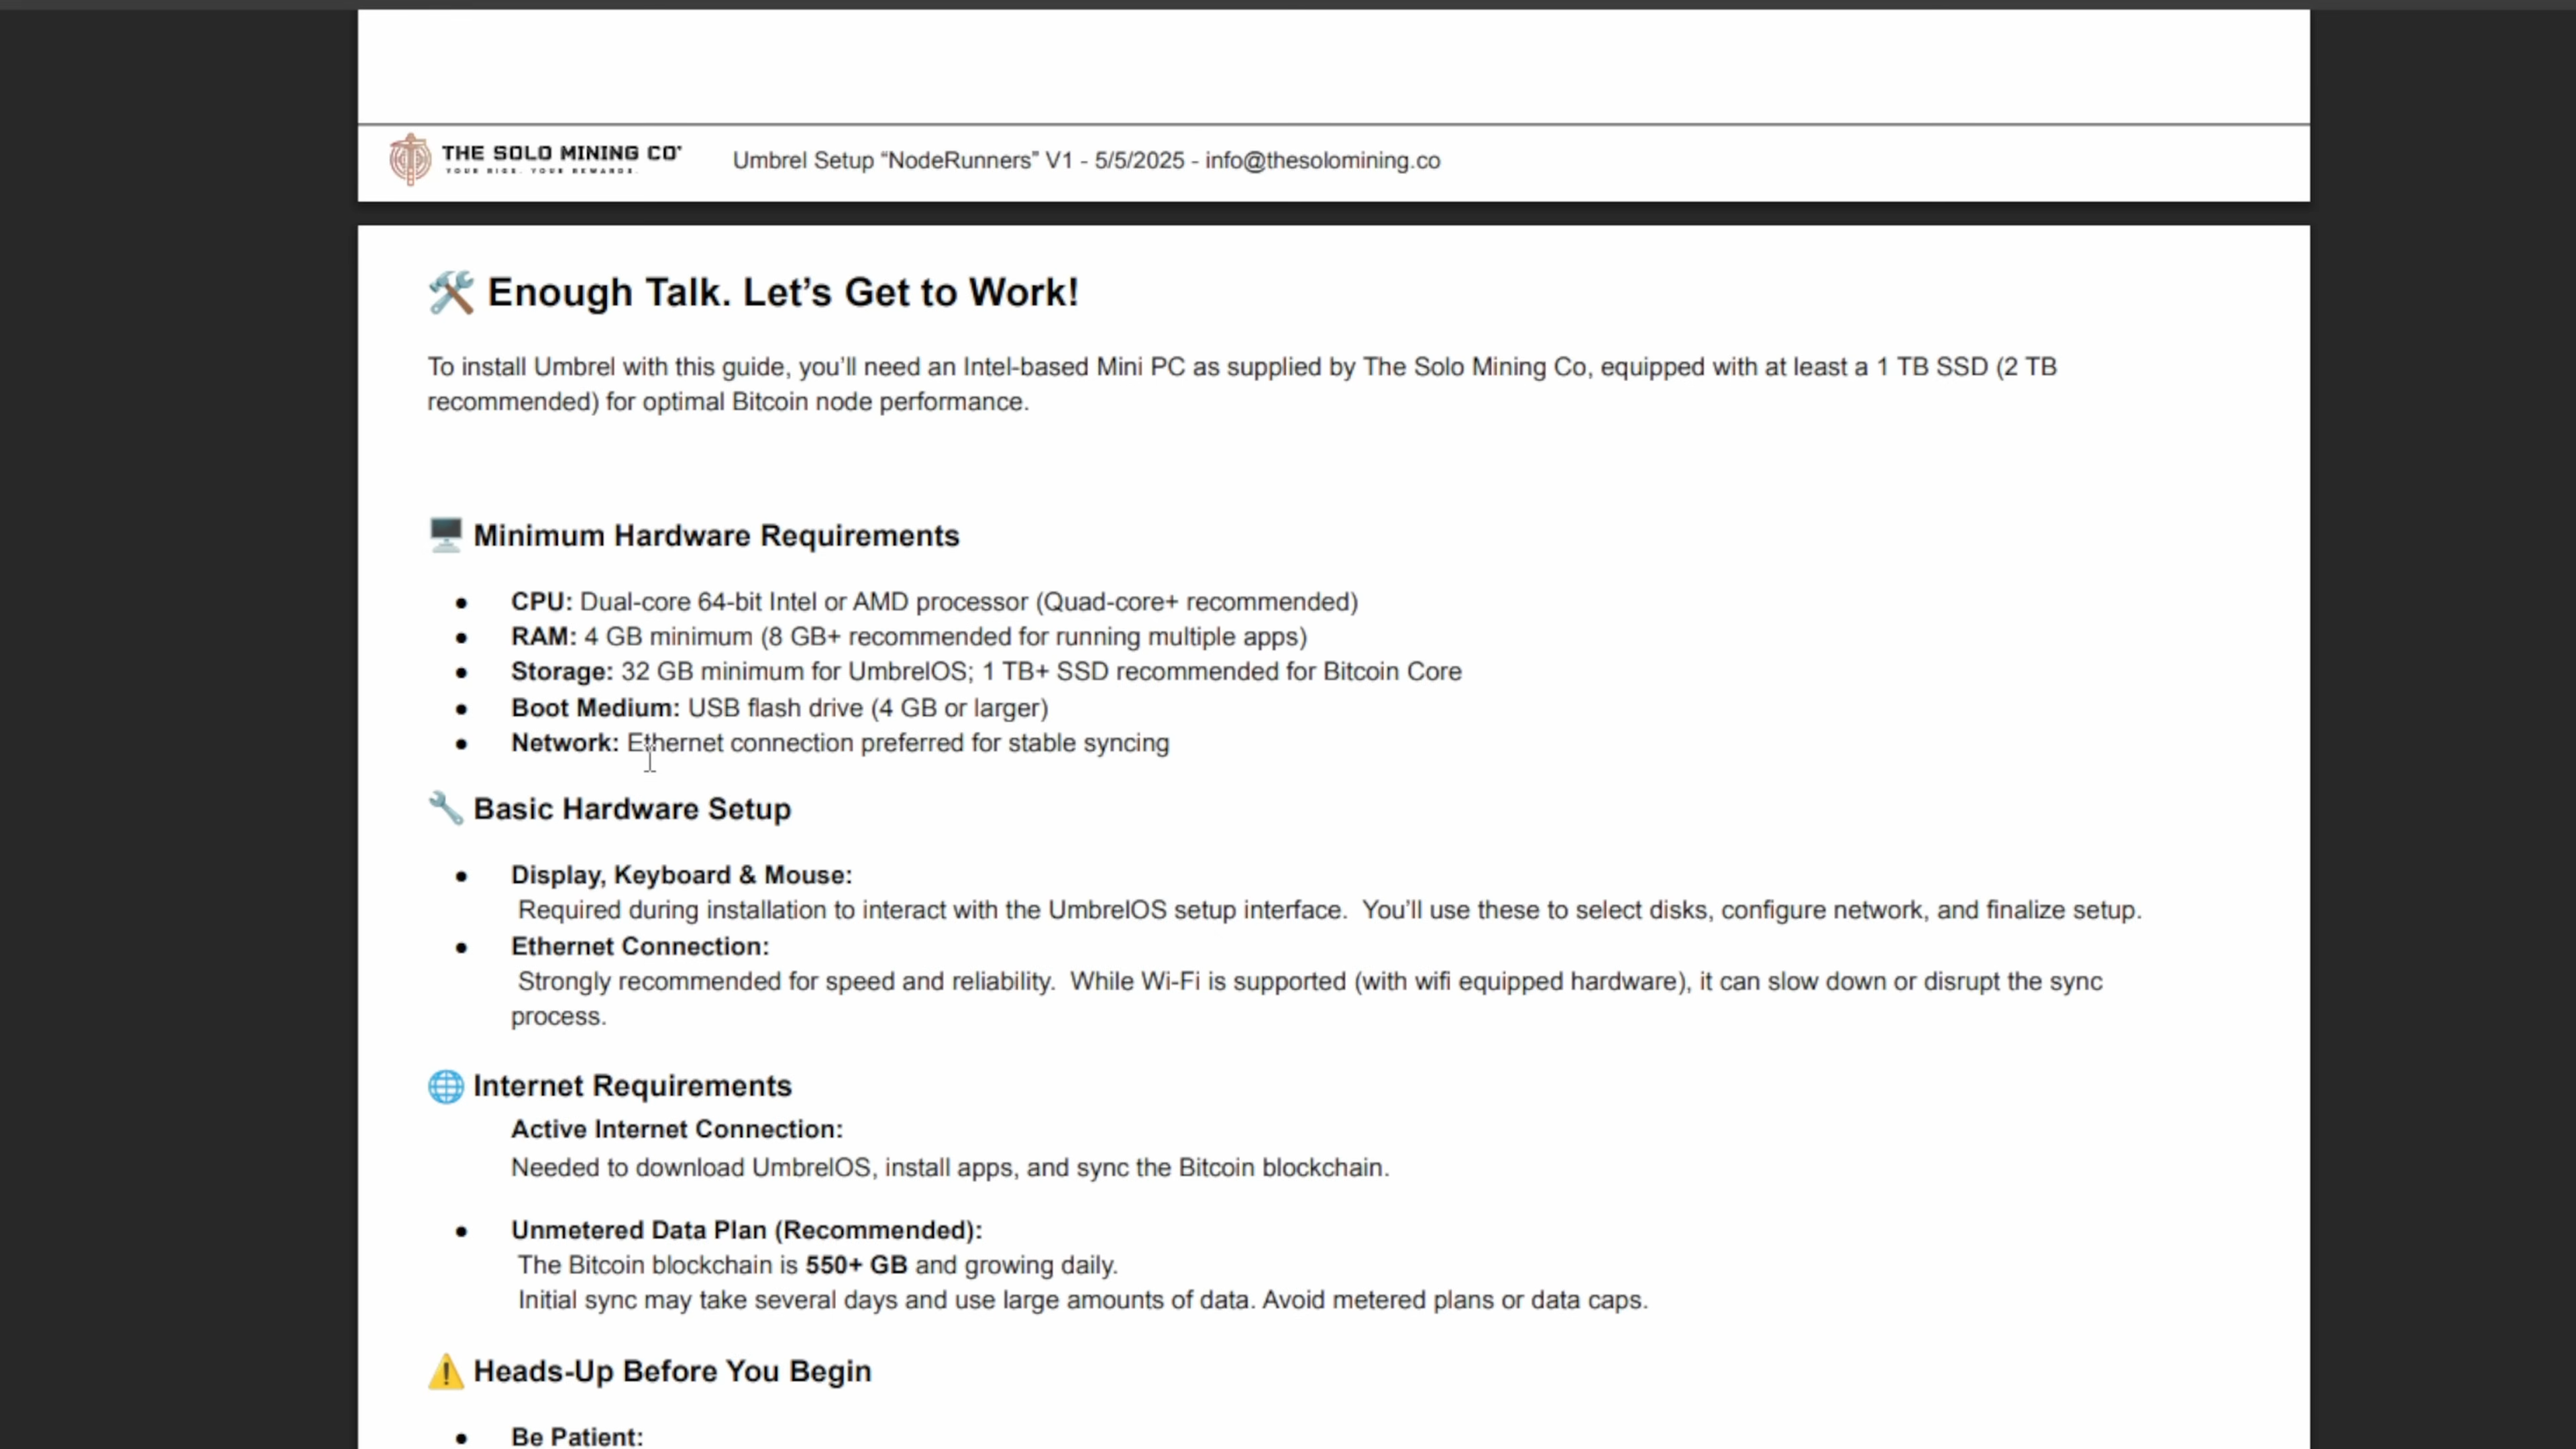 THE SOLO MINING CO®
YOUR RIGS. YOUR REWARDS.
Umbrel Setup “NodeRunners” V1 - 5/5/2025 - info@thesolomining.co
Enough Talk. Let’s Get to Work!
To install Umbrel with this guide, you’ll need an Intel-based Mini PC as supplied by The Solo Mining Co, equipped with at least a 1 TB SSD (2 TB
recommended) for optimal Bitcoin node performance.
Minimum Hardware Requirements
● CPU: Dual-core 64-bit Intel or AMD processor (Quad-core+ recommended)
● RAM: 4 GB minimum (8 GB+ recommended for running multiple apps)
● Storage: 32 GB minimum for UmbrelOS; 1 TB+ SSD recommended for Bitcoin Core
● Boot Medium: USB flash drive (4 GB or larger)
● Network: Ethernet connection preferred for stable syncing
Basic Hardware Setup
● Display, Keyboard & Mouse:
Required during installation to interact with the UmbrelOS setup interface.  You’ll use these to select disks, configure network, and finalize setup.
● Ethernet Connection:
Strongly recommended for speed and reliability.  While Wi-Fi is supported (with wifi equipped hardware), it can slow down or disrupt the sync
process.
Internet Requirements
Active Internet Connection:
Needed to download UmbrelOS, install apps, and sync the Bitcoin blockchain.
● Unmetered Data Plan (Recommended):
The Bitcoin blockchain is 550+ GB and growing daily.
Initial sync may take several days and use large amounts of data. Avoid metered plans or data caps.
Heads-Up Before You Begin
● Be Patient: